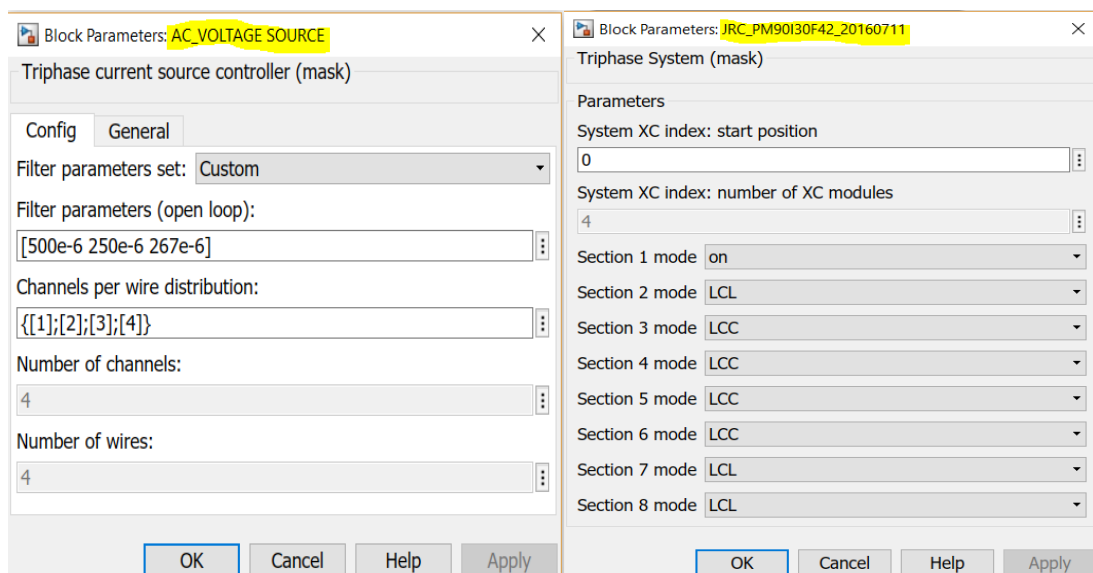 Block Parameters: AC_VOLTAGE SOURCE
Triphase current source controller (mask)
Config General
Filter parameters set: Custom
Filter parameters (open loop):
[500e-6 250e-6 267e-6]
Channels per wire distribution:
{[1];[2];[3];[4]}
Number of channels:
4
Number of wires:
4
OK Cancel Help Apply
Block Parameters: JRC_PM90I30F42_20160711
Triphase System (mask)
Parameters
System XC index: start position
0
System XC index: number of XC modules
4
Section 1 mode on
Section 2 mode LCL
Section 3 mode LCC
Section 4 mode LCC
Section 5 mode LCC
Section 6 mode LCC
Section 7 mode LCL
Section 8 mode LCL
OK Cancel Help Apply